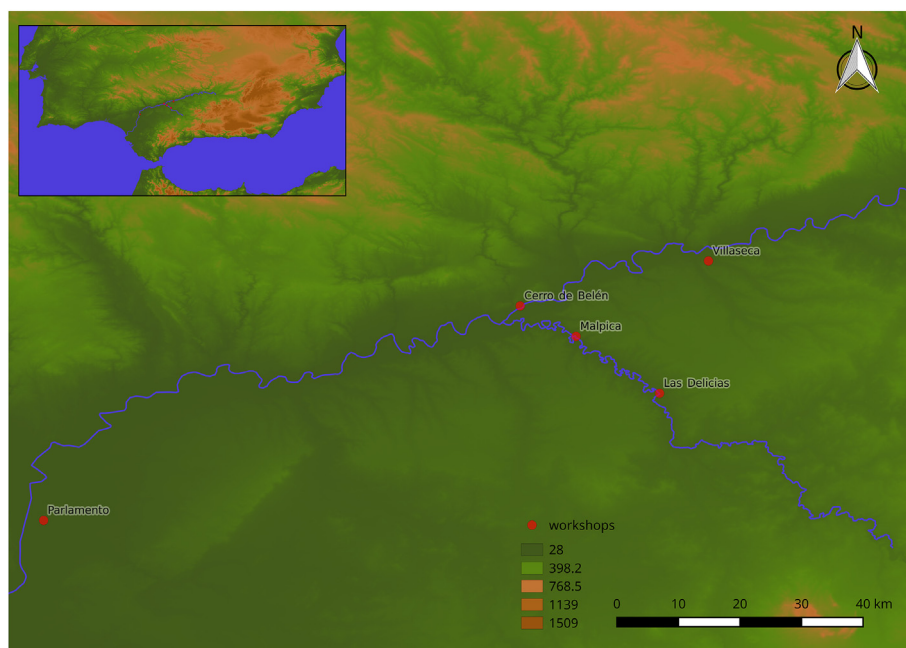 N
Villaseca
Cerro de Belén
Malpica
Las Delicias
Parlamento
workshops
28
398.2
768.5
1139
1509
0 10 20 30 40 km